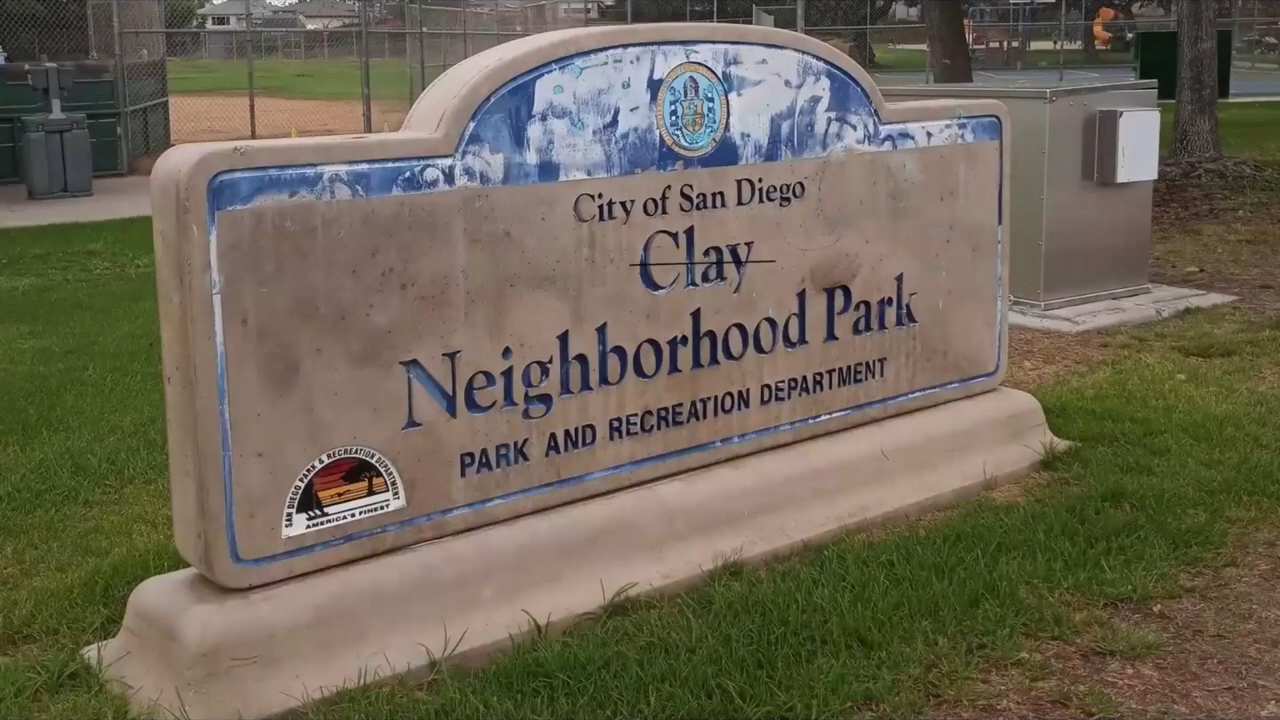 City of San Diego
Clay
Neighborhood Park
PARK AND RECREATION DEPARTMENT
SAN DIEGO PARK & RECREATION DEPARTMENT
AMERICA'S FINEST